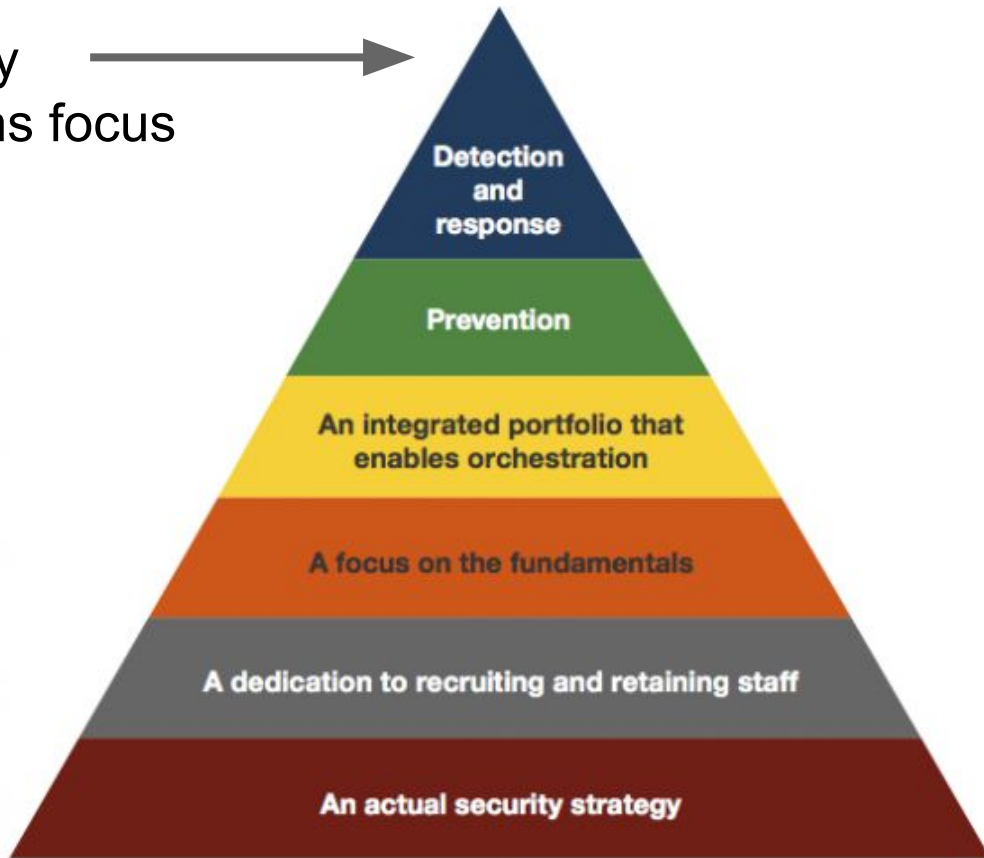 focus
Detection
and
response
Prevention
An integrated portfolio that
enables orchestration
A focus on the fundamentals
A dedication to recruiting and retaining staff
An actual security strategy